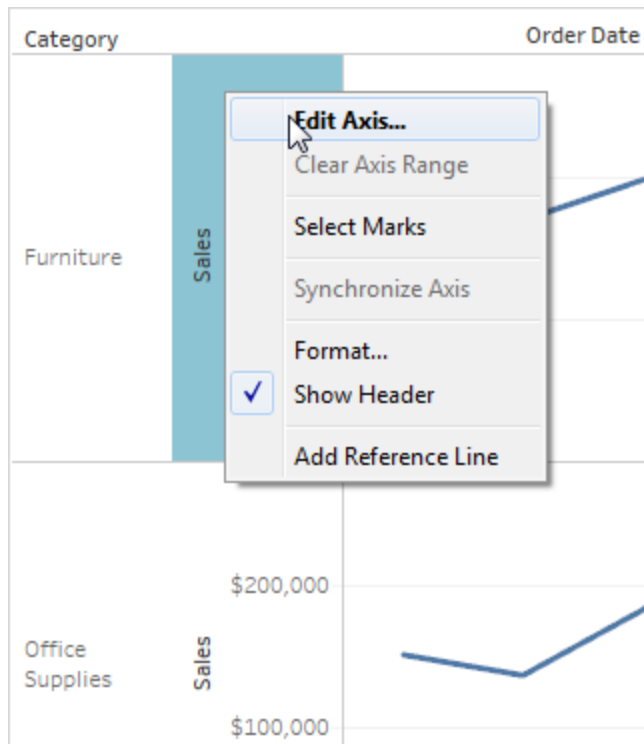 Category
Order Date
Edit Axis...
Clear Axis Range
Select Marks
Furniture
Sales
Synchronize Axis
Format...
Show Header
Add Reference Line
$200,000
Office
Supplies
Sales
$100,000